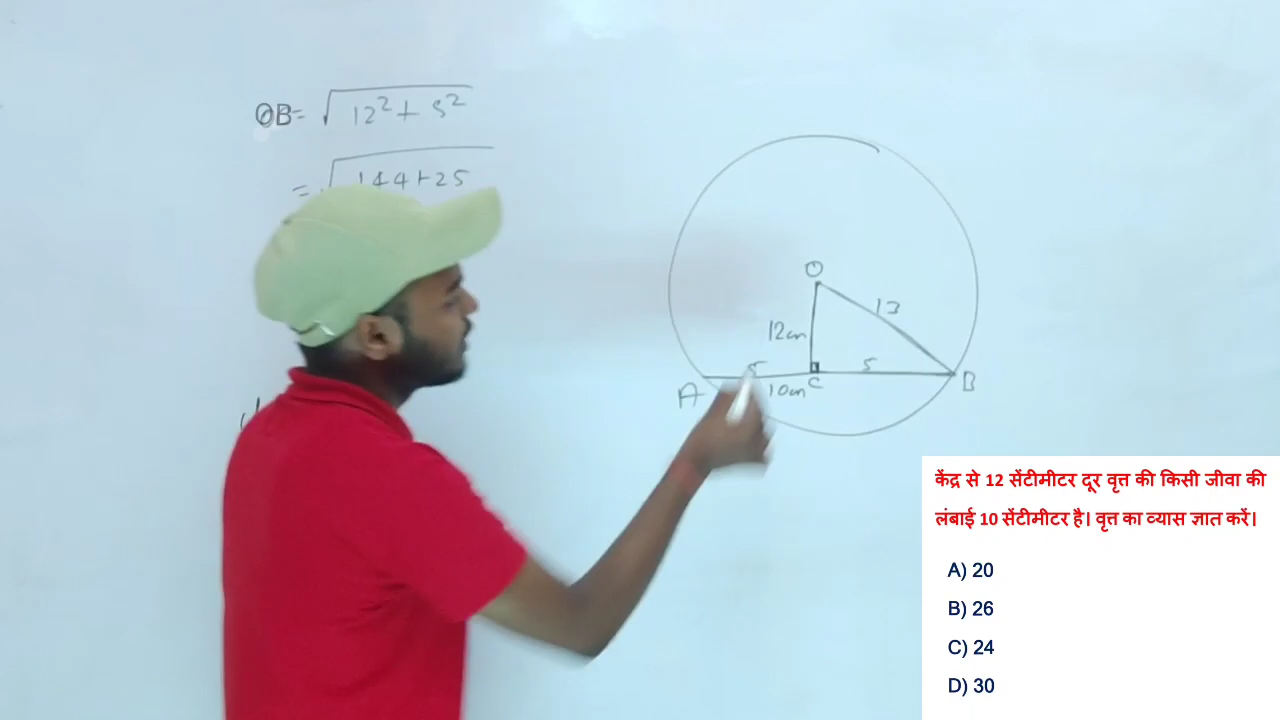 OB= √12²+5²
= √144+25
O
13
12cm
5
5
A
10cm
C
B
केंद्र से 12 सेंटीमीटर दूर वृत्त की किसी जीवा की
लंबाई 10 सेंटीमीटर है। वृत्त का व्यास ज्ञात करें।
A) 20
B) 26
C) 24
D) 30